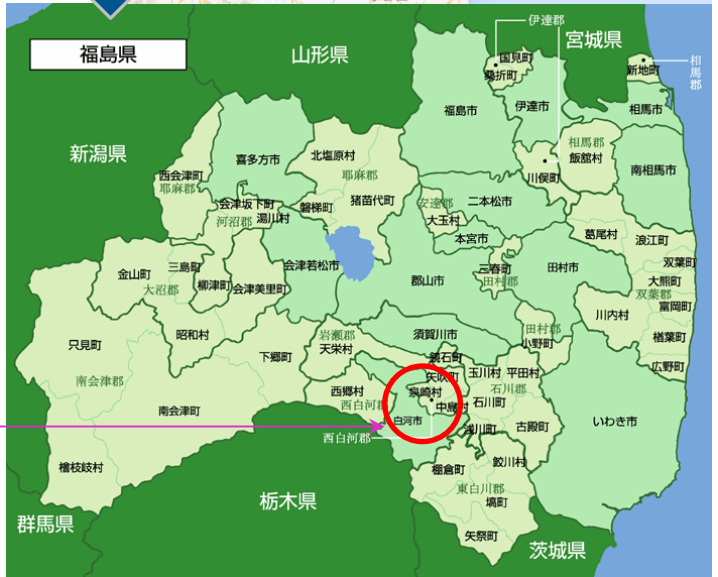 福島県
山形県
宮城県
新潟県
群馬県
栃木県
茨城県
伊達郡
国見町
桑折町
相馬郡
新地町
相馬市
福島市
伊達市
相馬郡
飯舘村
南相馬市
川俣町
喜多方市
北塩原村
耶麻郡
西会津町
耶麻郡
猪苗代町
磐梯町
会津坂下町
河沼郡
湯川村
安達郡
大玉村
二本松市
本宮市
葛尾村
浪江町
双葉町
大熊町
双葉郡
富岡町
楢葉町
広野町
川内村
田村市
三春町
田村郡
郡山市
会津若松市
金山町
三島町
大沼郡
柳津町
会津美里町
昭和村
只見町
南会津郡
下郷町
南会津町
檜枝岐村
岩瀬郡
天栄村
須賀川市
鏡石町
田村郡
小野町
矢吹町
玉川村
平田村
石川郡
石川町
泉崎村
中島村
西郷村
西白河郡
白河市
西白河郡
浅川町
古殿町
いわき市
棚倉町
鮫川村
東白川郡
塙町
矢祭町